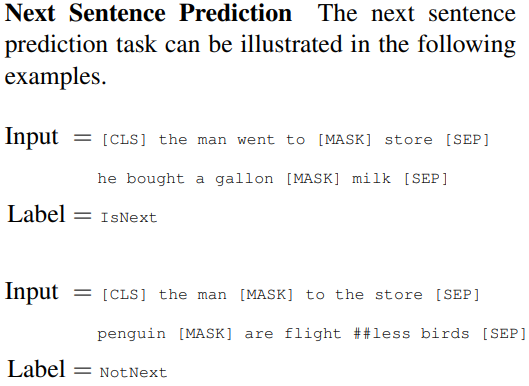 Next Sentence Prediction The next sentence
prediction task can be illustrated in the following
examples.
Input = [CLS] the man went to [MASK] store [SEP]
he bought a gallon [MASK] milk [SEP]
Label = IsNext
Input = [CLS] the man [MASK] to the store [SEP]
penguin [MASK] are flight ##less birds [SEP]
Label = NotNext